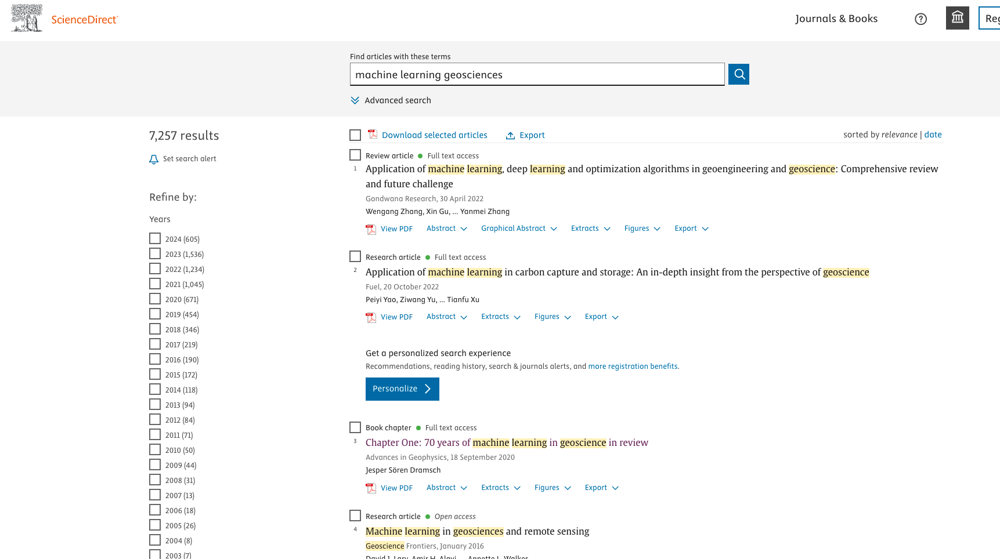 ScienceDirect
Journals & Books
Find articles with these terms
machine learning geosciences
Advanced search
7,257 results
Set search alert
Refine by:
Years
2024 (605)
2023 (1,536)
2022 (1,234)
2021 (1,045)
2020 (671)
2019 (454)
2018 (346)
2017 (219)
2016 (190)
2015 (172)
2014 (118)
2013 (94)
2012 (84)
2011 (71)
2010 (50)
2009 (44)
2008 (31)
2007 (13)
2006 (18)
2005 (26)
2004 (8)
2003 (7)
Download selected articles Export
sorted by relevance | date
Review article Full text access
1 Application of machine learning, deep learning and optimization algorithms in geoengineering and geoscience: Comprehensive review
and future challenge
Gondwana Research, 30 April 2022
Wengang Zhang, Xin Gu, ... Yanmei Zhang
View PDF Abstract Graphical Abstract Extracts Figures Export
Research article Full text access
2 Application of machine learning in carbon capture and storage: An in-depth insight from the perspective of geoscience
Fuel, 20 October 2022
Peiyi Yao, Ziwang Yu, ... Tianfu Xu
View PDF Abstract Extracts Figures Export
Get a personalized search experience
Recommendations, reading history, search & journals alerts, and more registration benefits.
Personalize
Book chapter Full text access
3 Chapter One: 70 years of machine learning in geoscience in review
Advances in Geophysics, 18 September 2020
Jesper Sören Dramsch
View PDF Abstract Extracts Figures Export
Research article Open access
4 Machine learning in geosciences and remote sensing
Geoscience Frontiers, January 2016
David J. Lary, Amir H. Alavi, ... Annette L. Walker